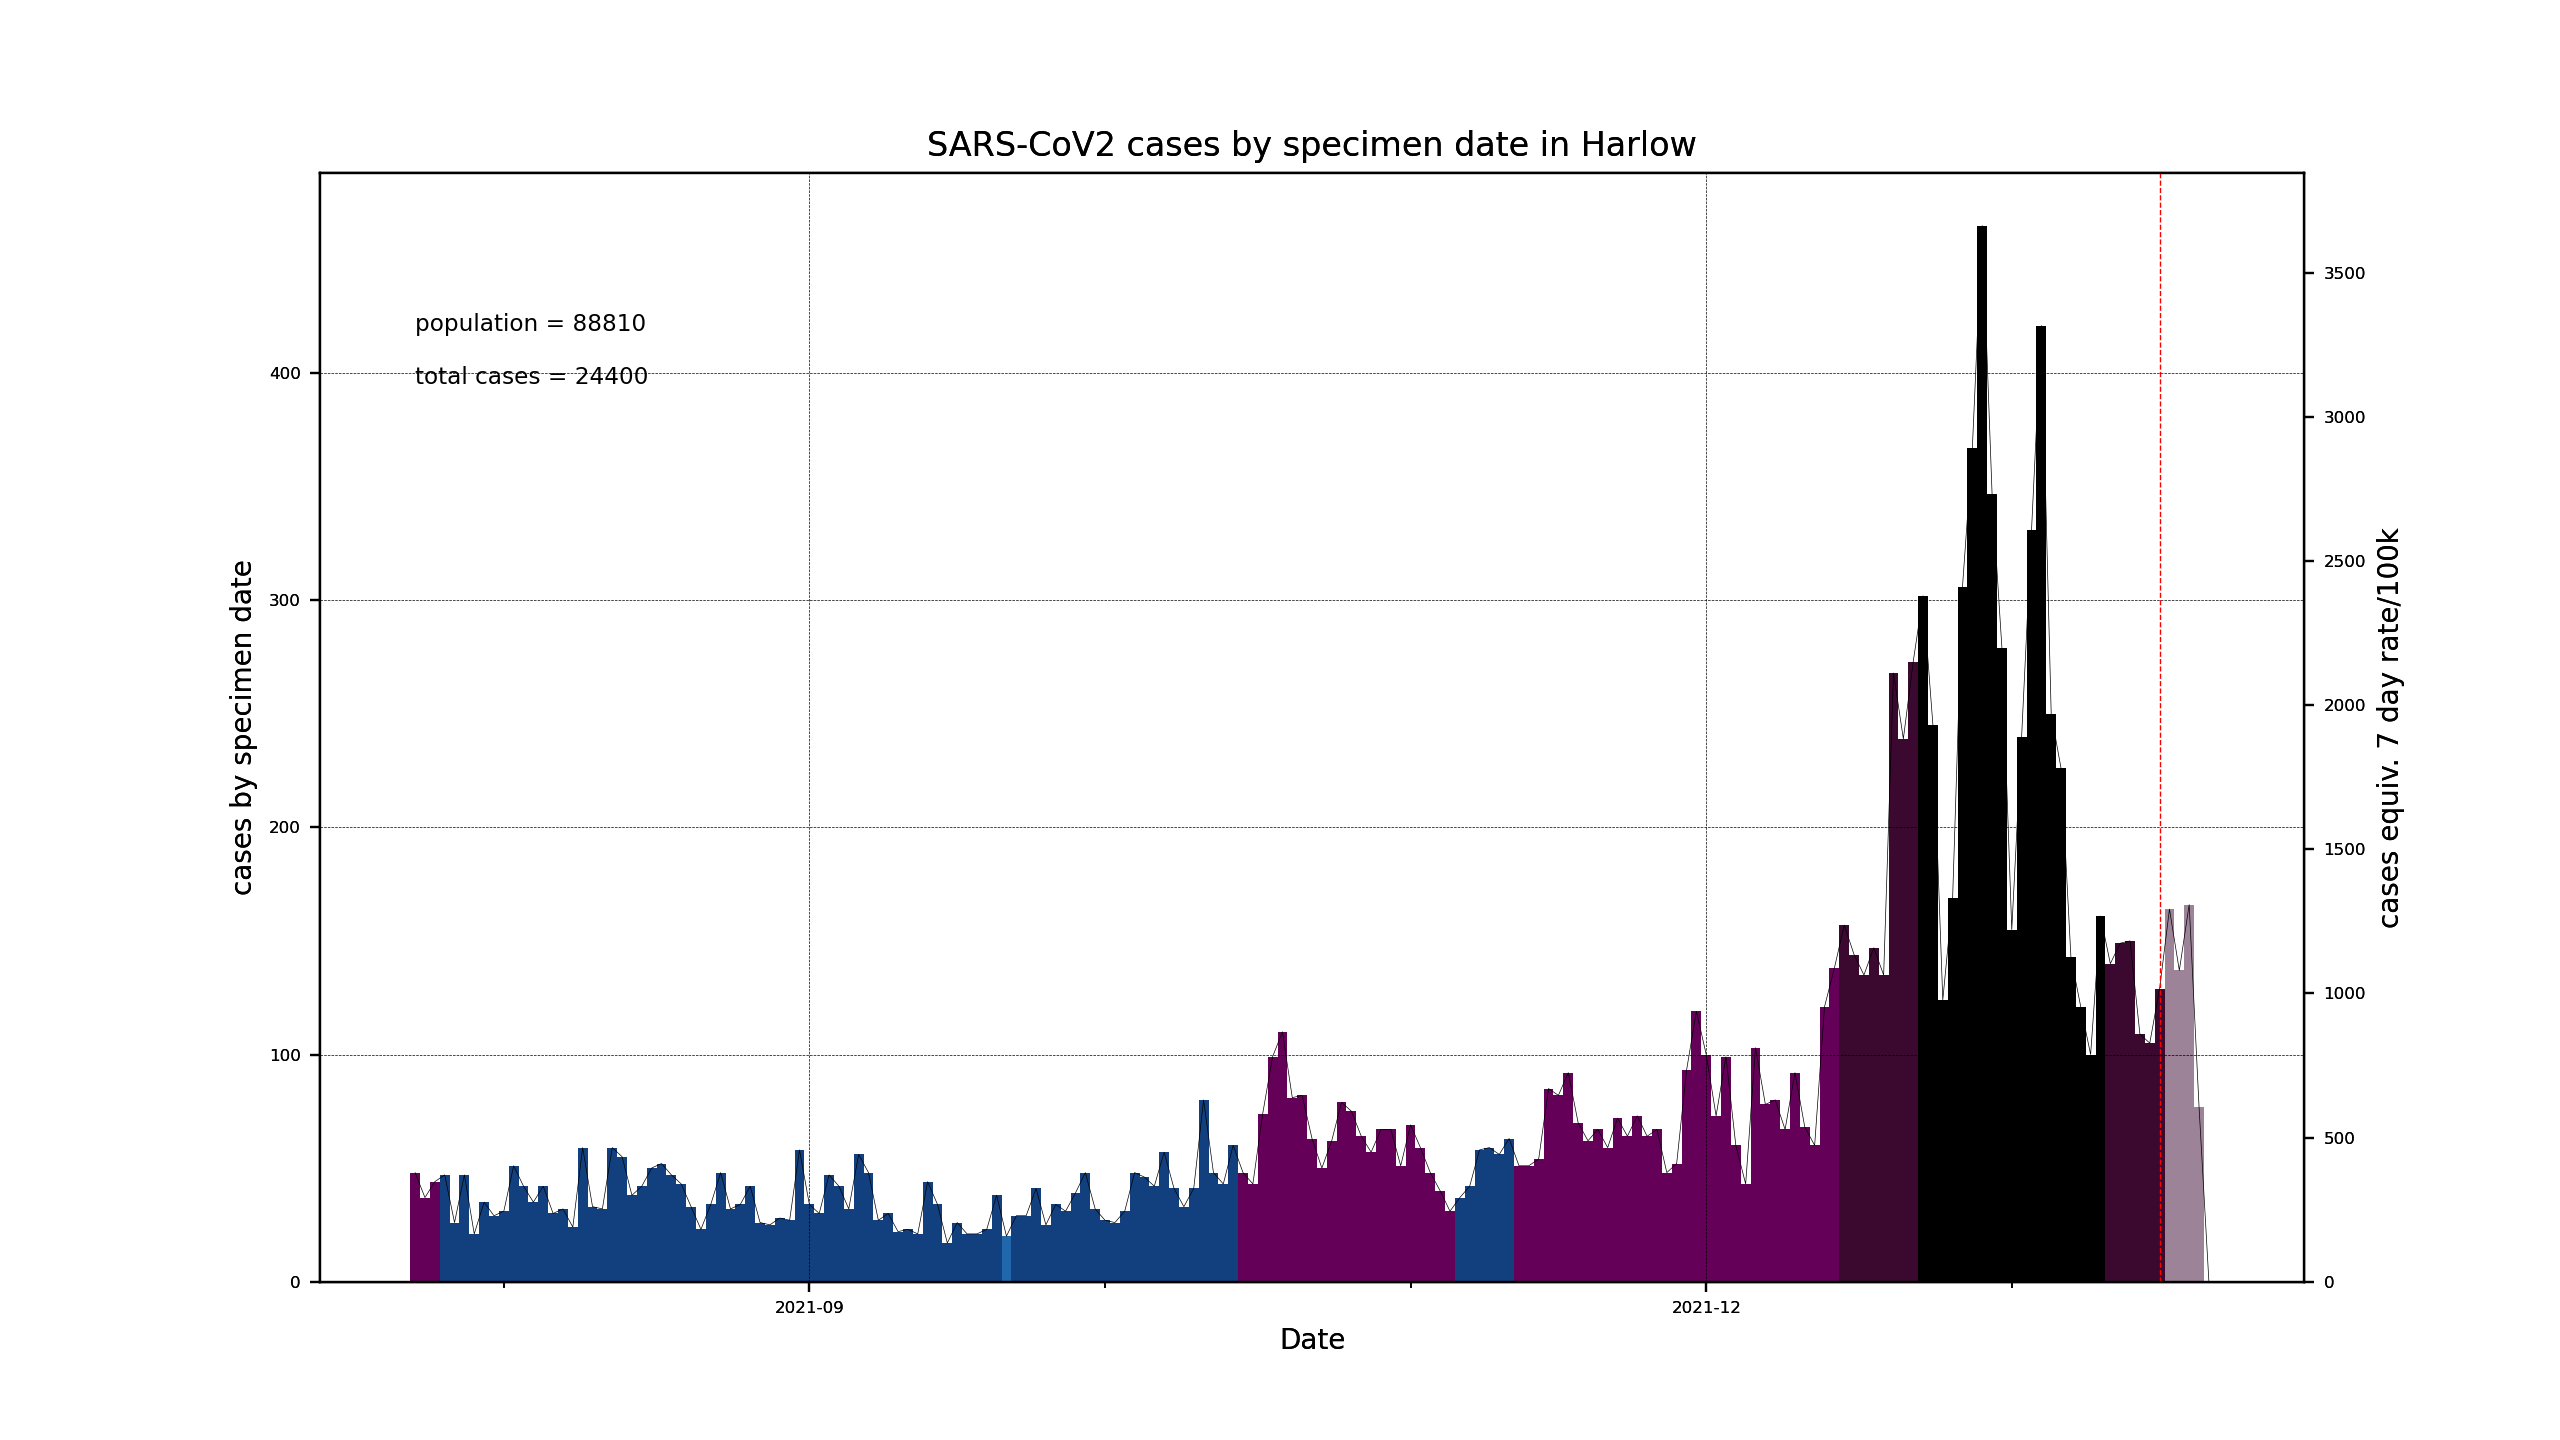 SARS-CoV2 cases by specimen date in Harlow
population = 88810
total cases = 24400
cases by specimen date
400
300
200
100
0
3500
3000
2500
2000
1500
1000
500
0
cases equiv. 7 day rate/100k
2021-09
2021-12
Date